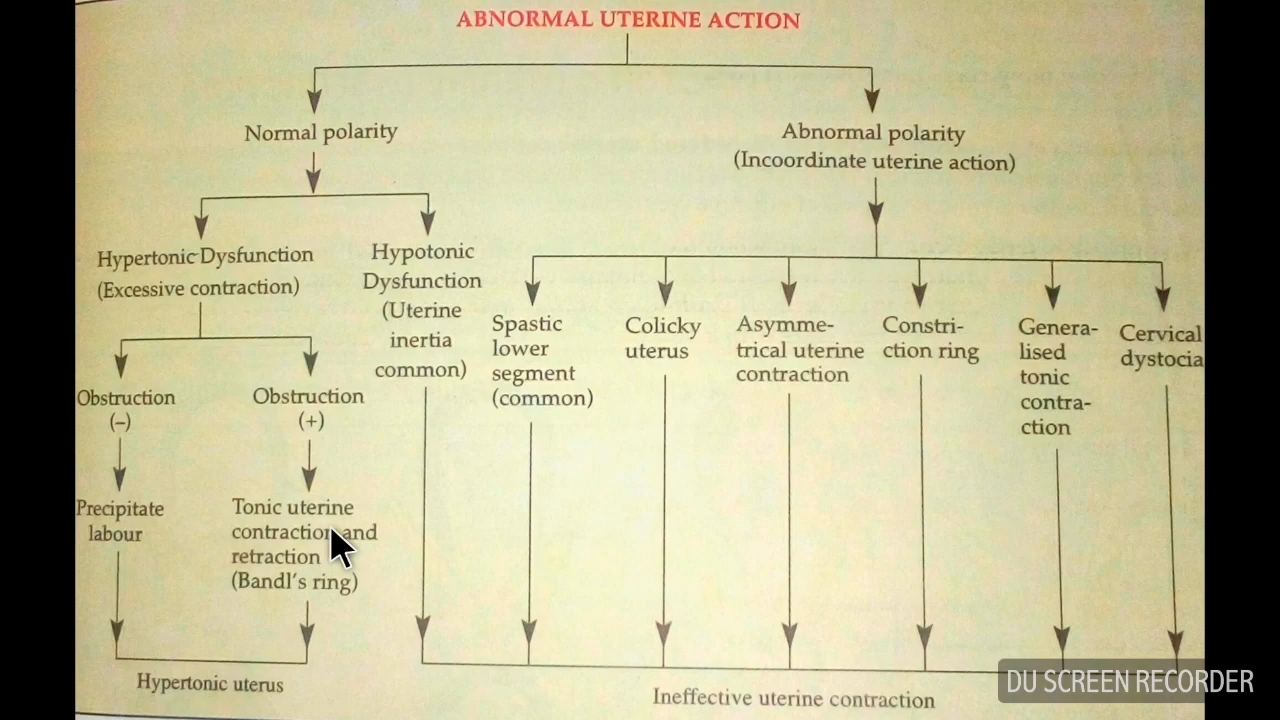 ABNORMAL UTERINE ACTION
Normal polarity
Abnormal polarity
(Incoordinate uterine action)
Hypertonic Dysfunction
(Excessive contraction)
Hypotonic
Dysfunction
(Uterine
inertia
common)
Spastic
lower
segment
(common)
Colicky
uterus
Asymme-
trical uterine
contraction
Constri-
ction ring
Genera-
lised
tonic
contra-
ction
Cervical
dystocia
Obstruction
(–)
Obstruction
(+)
Precipitate
labour
Tonic uterine
contraction and
retraction
(Bandl's ring)
Hypertonic uterus
Ineffective uterine contraction
DU SCREEN RECORDER